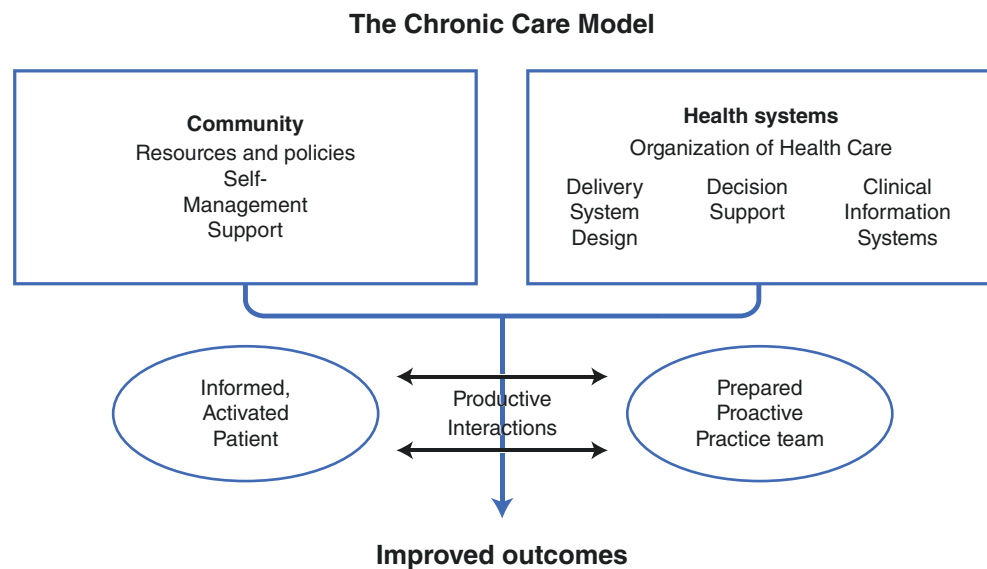 The Chronic Care Model
Community
Resources and policies
Self-
Management
Support
Health systems
Organization of Health Care
Delivery
System
Design
Decision
Support
Clinical
Information
Systems
Informed,
Activated
Patient
Productive
Interactions
Prepared
Proactive
Practice team
Improved outcomes